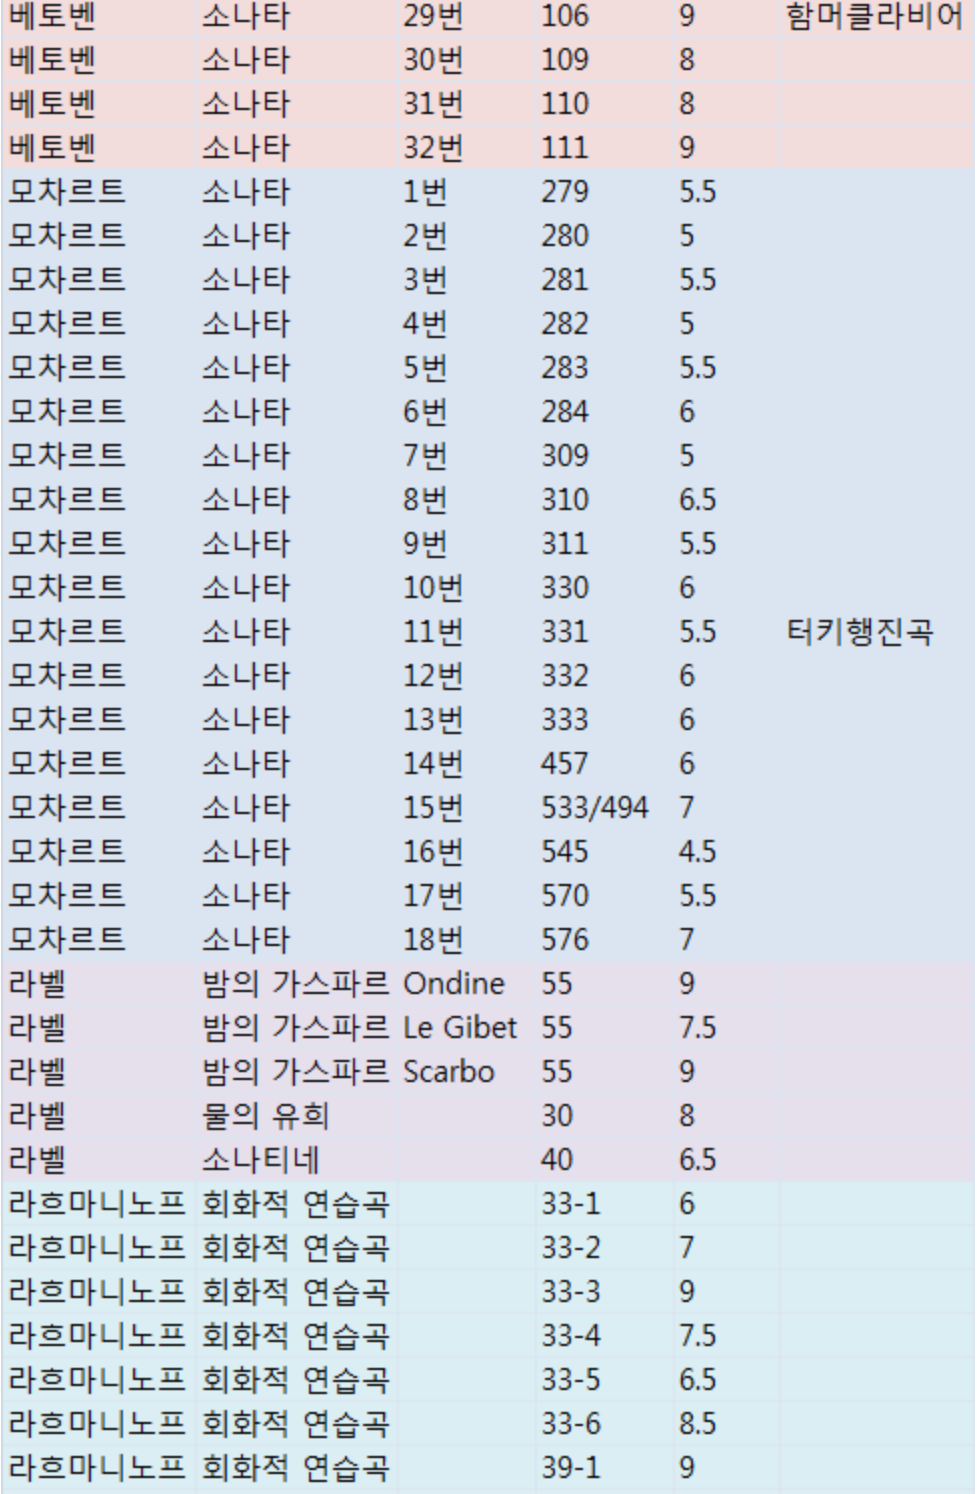 베토벤 소나타 29번 106 9 함머클라비어
베토벤 소나타 30번 109 8
베토벤 소나타 31번 110 8
베토벤 소나타 32번 111 9
모차르트 소나타 1번 279 5.5
모차르트 소나타 2번 280 5
모차르트 소나타 3번 281 5.5
모차르트 소나타 4번 282 5
모차르트 소나타 5번 283 5.5
모차르트 소나타 6번 284 6
모차르트 소나타 7번 309 5
모차르트 소나타 8번 310 6.5
모차르트 소나타 9번 311 5.5
모차르트 소나타 10번 330 6
모차르트 소나타 11번 331 5.5 터키행진곡
모차르트 소나타 12번 332 6
모차르트 소나타 13번 333 6
모차르트 소나타 14번 457 6
모차르트 소나타 15번 533/494 7
모차르트 소나타 16번 545 4.5
모차르트 소나타 17번 570 5.5
모차르트 소나타 18번 576 7
라벨 밤의 가스파르 Ondine 55 9
라벨 밤의 가스파르 Le Gibet 55 7.5
라벨 밤의 가스파르 Scarbo 55 9
라벨 물의 유희 30 8
라벨 소나티네 40 6.5
라흐마니노프 회화적 연습곡 33-1 6
라흐마니노프 회화적 연습곡 33-2 7
라흐마니노프 회화적 연습곡 33-3 9
라흐마니노프 회화적 연습곡 33-4 7.5
라흐마니노프 회화적 연습곡 33-5 6.5
라흐마니노프 회화적 연습곡 33-6 8.5
라흐마니노프 회화적 연습곡 39-1 9